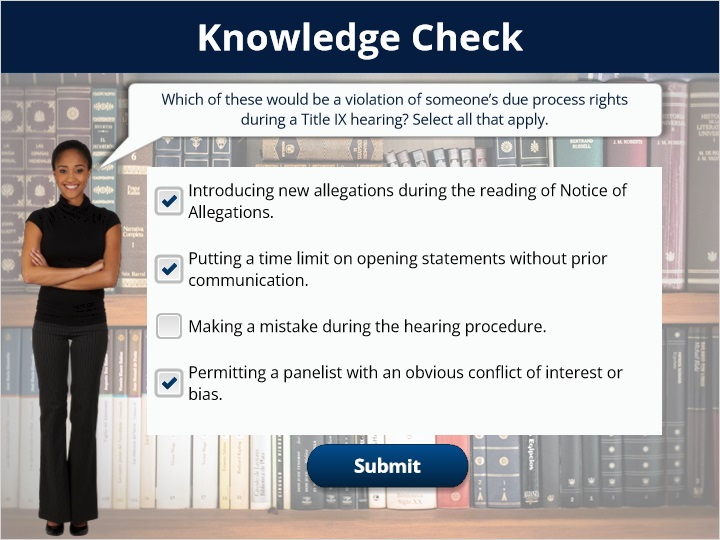 Knowledge Check
Which of these would be a violation of someone’s due process rights
during a Title IX hearing? Select all that apply.
Introducing new allegations during the reading of Notice of
Allegations.
Putting a time limit on opening statements without prior
communication.
Making a mistake during the hearing procedure.
Permitting a panelist with an obvious conflict of interest or
bias.
Submit